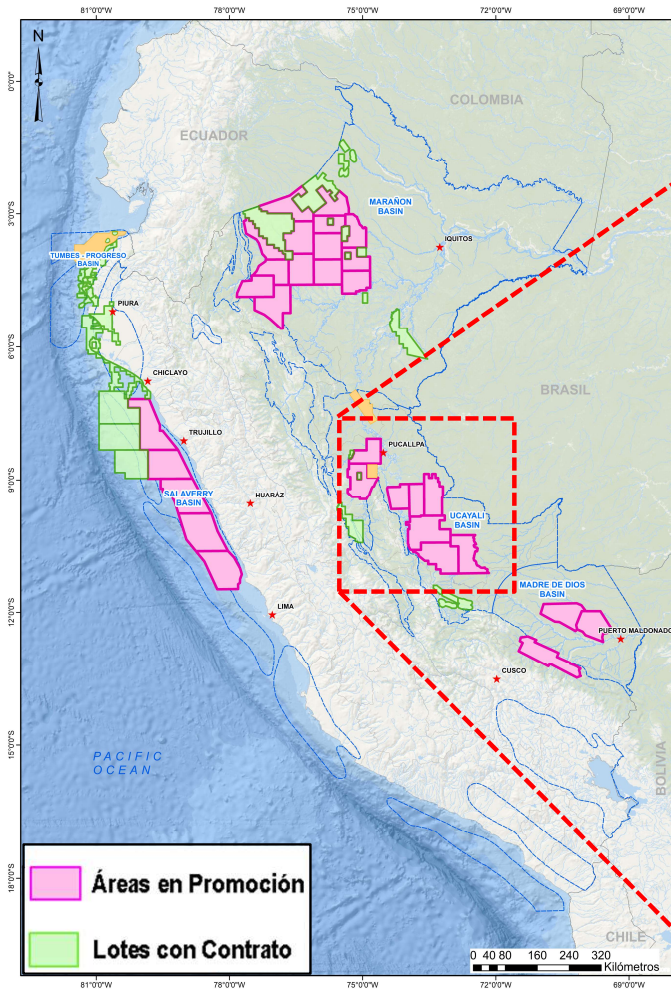 81°0'0"
78°0'0"
75°0'0"
72°0'0"
69°0'0"
N
0°0'0"
COLOMBIA
ECUADOR
MARAÑON
BASIN
3°0'0"S
IQUITOS
TUMBES - PROGRESO
BASIN
PIURA
6°0'0"S
CHICLAYO
BRASIL
TRUJILLO
PUCALLPA
9°0'0"S
SALAVERRY
BASIN
HUARÁZ
UCAYALI
BASIN
MADRE DE DIOS
BASIN
12°0'0"S
LIMA
PUERTO MALDONADO
CUSCO
15°0'0"S
PACIFIC
OCEAN
BOLIVIA
18°0'0"S
Áreas en Promoción
Lotes con Contrato
CHILE
0 40 80 160 240 320
Kilómetros
81°0'0"W
78°0'0"W
75°0'0"W
72°0'0"W
69°0'0"W